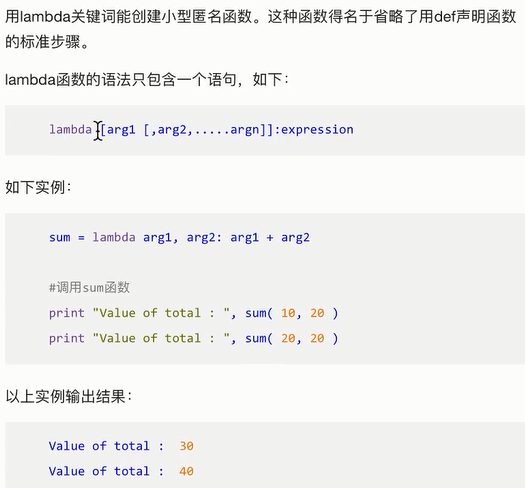 用lambda关键词能创建小型匿名函数。这种函数得名于省略了用def声明函数
的标准步骤。
lambda函数的语法只包含一个语句，如下：
lambda [arg1 [,arg2,.....argn]]:expression
如下实例：
sum = lambda arg1, arg2: arg1 + arg2
#调用sum函数
print "Value of total : ", sum( 10, 20 )
print "Value of total : ", sum( 20, 20 )
以上实例输出结果：
Value of total :  30
Value of total :  40